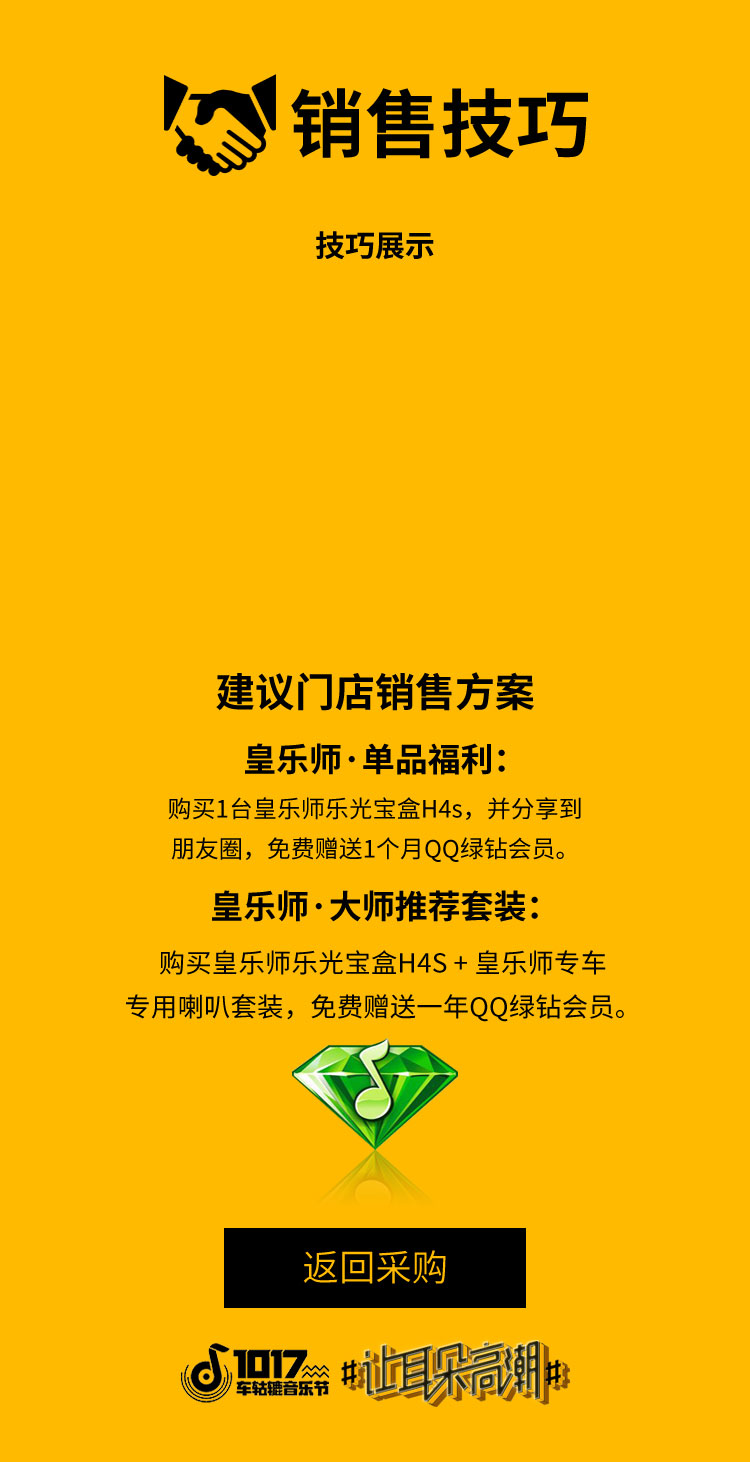 销售技巧
技巧展示
建议门店销售方案
皇乐师·单品福利：
购买1台皇乐师乐光宝盒H4s，并分享到
朋友圈，免费赠送1个月QQ绿钻会员。
皇乐师·大师推荐套装：
购买皇乐师乐光宝盒H4S + 皇乐师专车
专用喇叭套装，免费赠送一年QQ绿钻会员。
返回采购
1017
车轱辘音乐节
#让耳朵高潮#